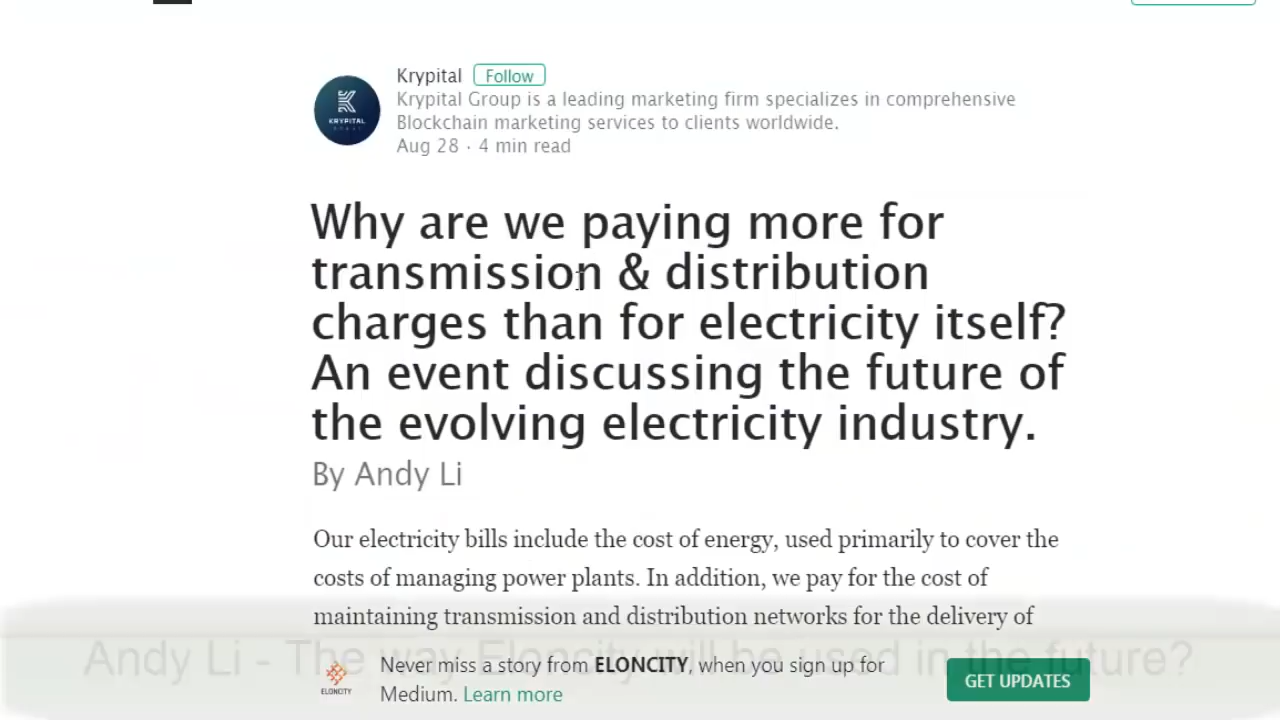 Krypital Follow
Krypital Group is a leading marketing firm specializes in comprehensive
Blockchain marketing services to clients worldwide.
Aug 28 · 4 min read
KRYPITAL
Why are we paying more for
transmission & distribution
charges than for electricity itself?
An event discussing the future of
the evolving electricity industry.
By Andy Li
Our electricity bills include the cost of energy, used primarily to cover the
costs of managing power plants. In addition, we pay for the cost of
maintaining transmission and distribution networks for the delivery of
Andy Li - The way Eloncity will be used in the future?
Never miss a story from ELONCITY, when you sign up for
Medium. Learn more
ELONCITY
GET UPDATES